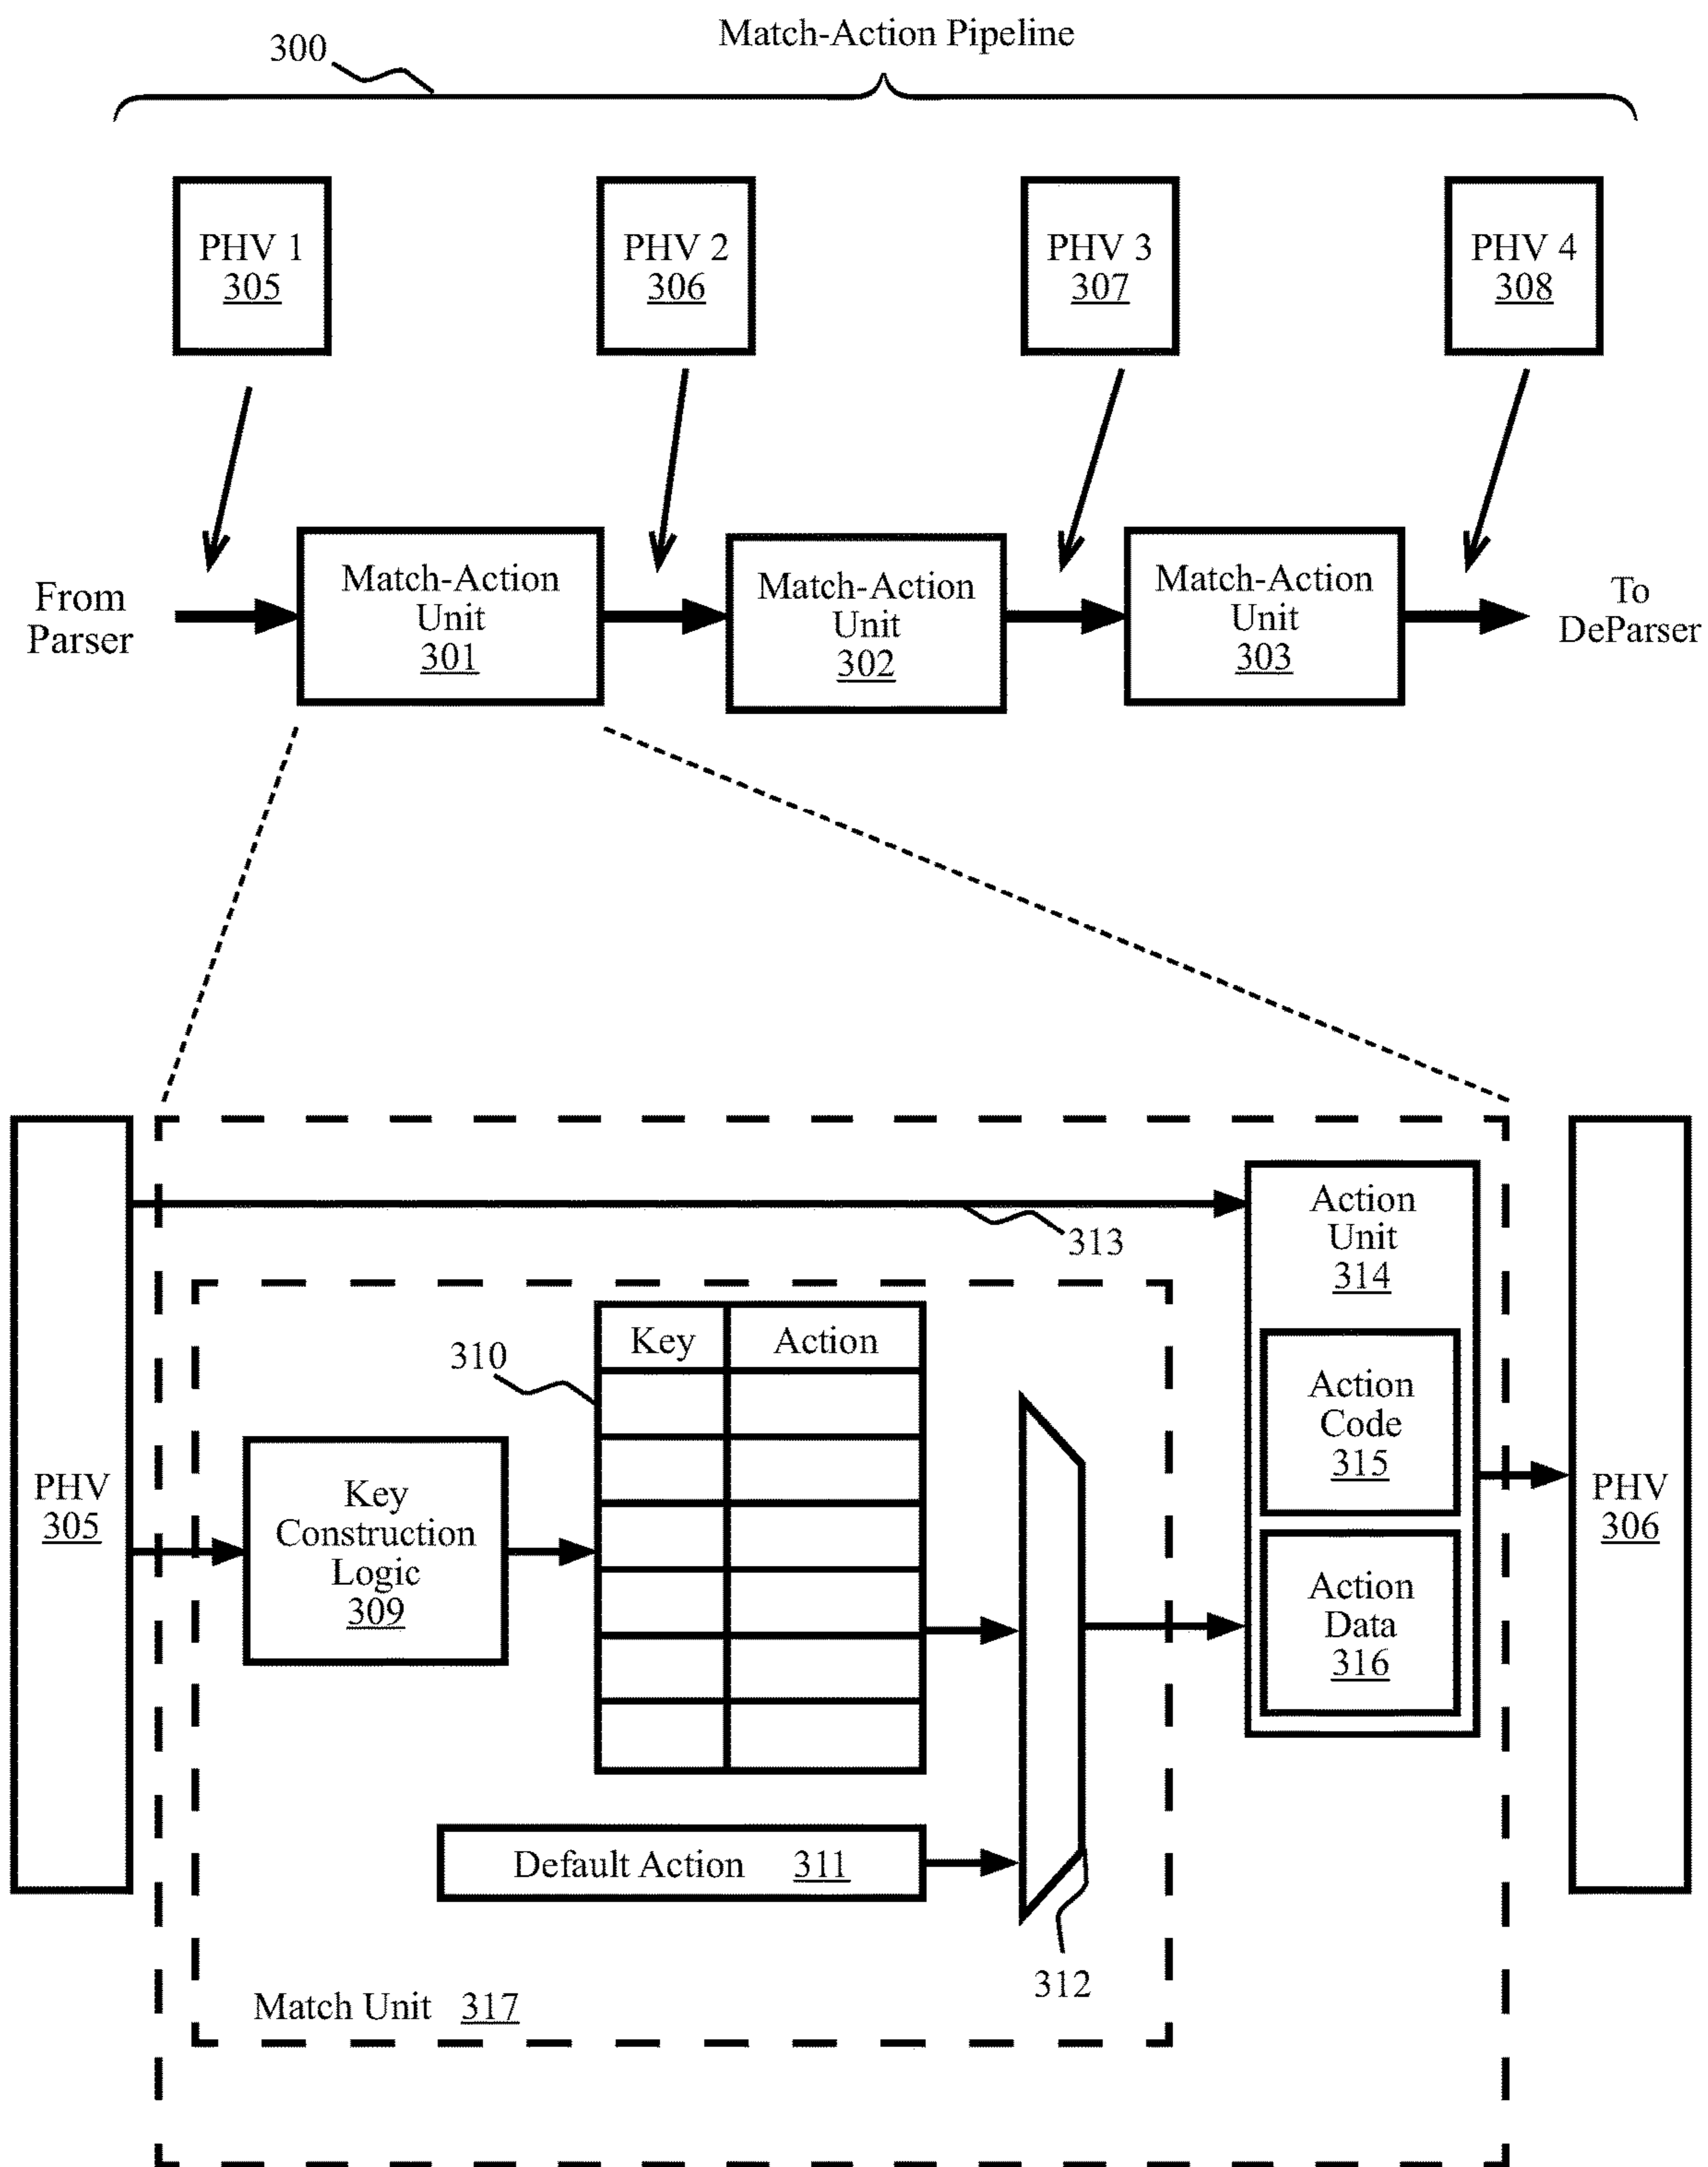 Match-Action Pipeline
300
PHV 1
305
PHV 2
306
PHV 3
307
PHV 4
308
From
Parser
Match-Action
Unit
301
Match-Action
Unit
302
Match-Action
Unit
303
To
DeParser
PHV
305
313
Action
Unit
314
Key
Action
310
Action
Code
315
Key
Construction
Logic
309
Action
Data
316
PHV
306
Default Action 311
312
Match Unit 317